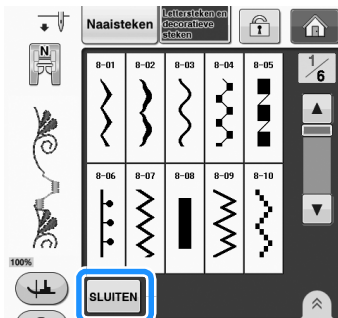 Naaisteken
Lettersteken en
decoratieve
steken
N
1/6
8-01 8-02 8-03 8-04 8-05
8-06 8-07 8-08 8-09 8-10
100%
SLUITEN